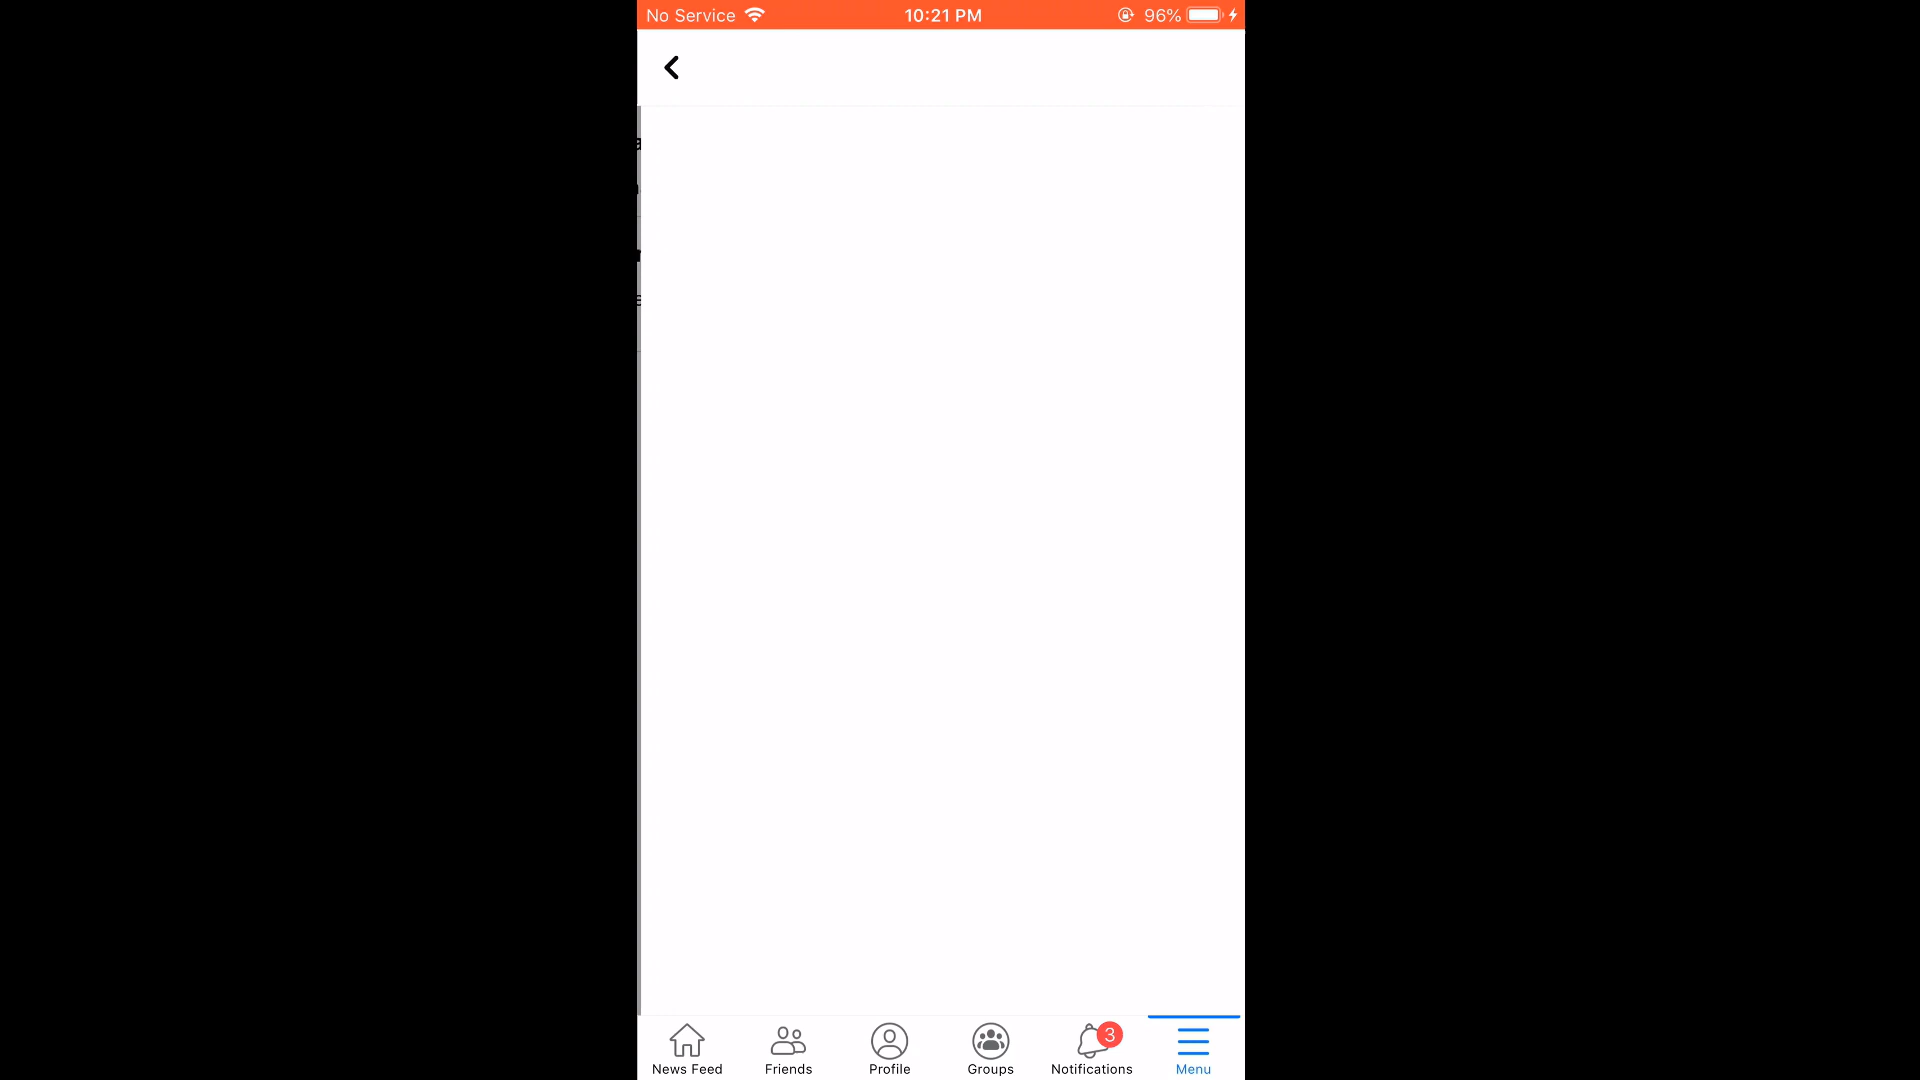 No Service 10:21 PM 96%
3
News Feed Friends Profile Groups Notifications Menu